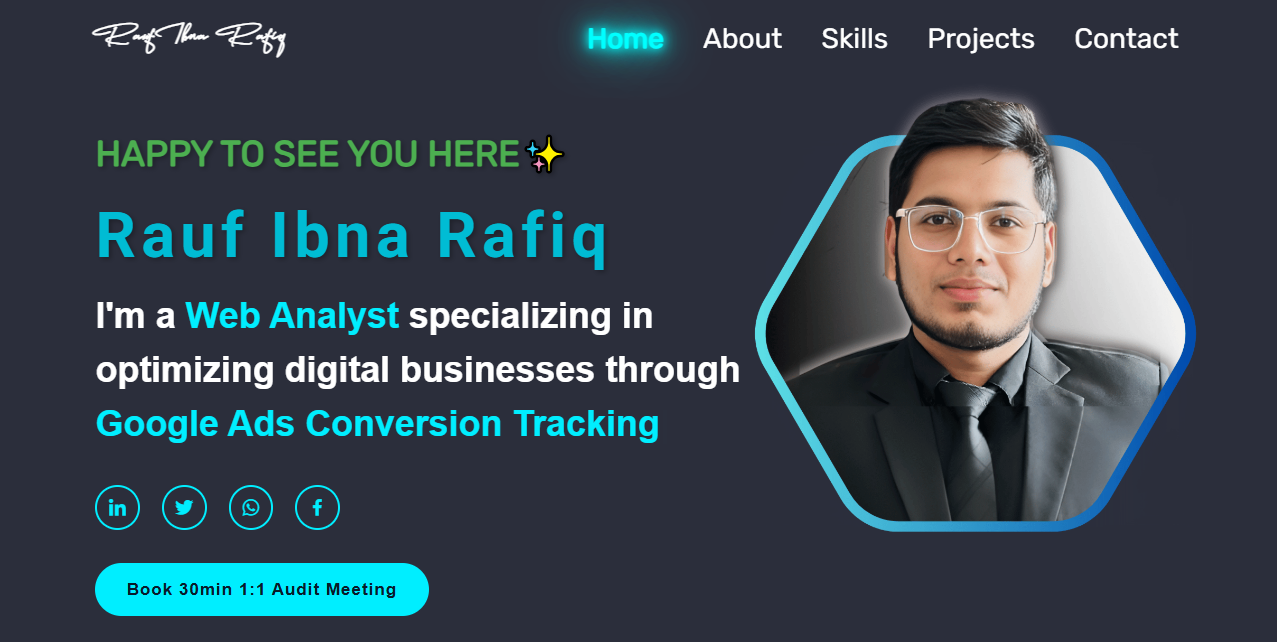 Rauf Ibna Rafiq
Home About Skills Projects Contact
HAPPY TO SEE YOU HERE✨
Rauf Ibna Rafiq
I'm a Web Analyst specializing in
optimizing digital businesses through
Google Ads Conversion Tracking
in f
Book 30min 1:1 Audit Meeting